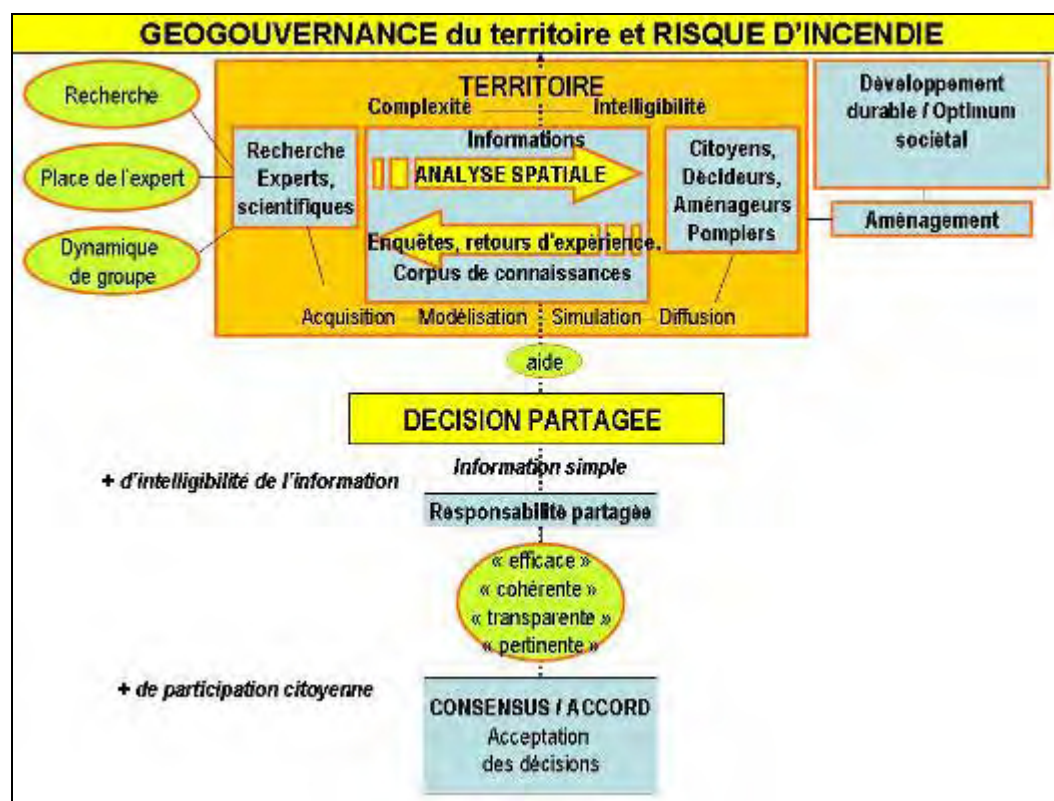 GEOGOUVERNANCE du territoire et RISQUE D'INCENDIE
Recherche
Place de l'expert
Dynamique
de groupe
TERRITOIRE
Complexité
Intelligibilité
Recherche
Experts,
scientifiques
Informations
ANALYSE SPATIALE
Enquêtes, retours d'expérience.
Corpus de connaissances
Citoyens,
Décideurs,
Aménageurs
Pompiers
Acquisition Modélisation Simulation Diffusion
Développement
durable / Optimum
sociétal
Aménagement
aide
DECISION PARTAGEE
+ d'intelligibilité de l'information
Information simple
Responsabilité partagée
« efficace »
« cohérente »
« transparente »
« pertinente »
+ de participation citoyenne
CONSENSUS / ACCORD
Acceptation
des décisions